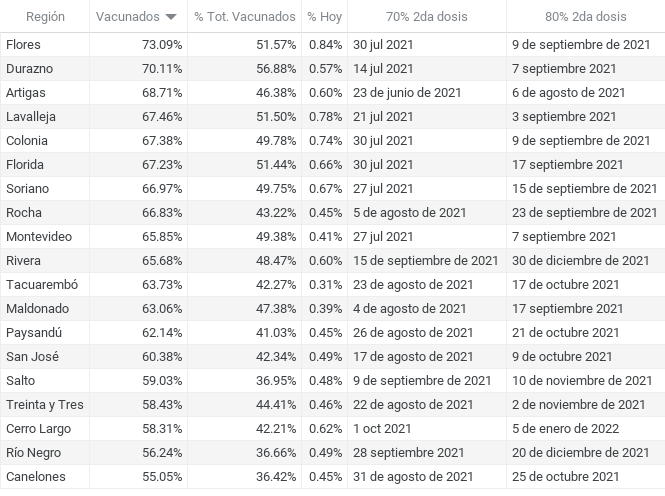 Región Vacunados % Tot. Vacunados % Hoy 70% 2da dosis 80% 2da dosis
Flores 73.09% 51.57% 0.84% 30 jul 2021 9 de septiembre de 2021
Durazno 70.11% 56.88% 0.57% 14 jul 2021 7 septiembre 2021
Artigas 68.71% 46.38% 0.60% 23 de junio de 2021 6 de agosto de 2021
Lavalleja 67.46% 51.50% 0.78% 21 jul 2021 3 septiembre 2021
Colonia 67.38% 49.78% 0.74% 30 jul 2021 9 de septiembre de 2021
Florida 67.23% 51.44% 0.66% 30 jul 2021 17 septiembre 2021
Soriano 66.97% 49.75% 0.67% 27 jul 2021 15 de septiembre de 2021
Rocha 66.83% 43.22% 0.45% 5 de agosto de 2021 23 de septiembre de 2021
Montevideo 65.85% 49.38% 0.41% 27 jul 2021 7 septiembre 2021
Rivera 65.68% 48.47% 0.60% 15 de septiembre de 2021 30 de diciembre de 2021
Tacuarembó 63.73% 42.27% 0.31% 23 de agosto de 2021 17 de octubre de 2021
Maldonado 63.06% 47.38% 0.39% 4 de agosto de 2021 17 septiembre 2021
Paysandú 62.14% 41.03% 0.45% 26 de agosto de 2021 21 de octubre de 2021
San José 60.38% 42.34% 0.49% 17 de agosto de 2021 9 de octubre de 2021
Salto 59.03% 36.95% 0.48% 9 de septiembre de 2021 10 de noviembre de 2021
Treinta y Tres 58.43% 44.41% 0.46% 22 de agosto de 2021 2 de noviembre de 2021
Cerro Largo 58.31% 42.21% 0.62% 1 oct 2021 5 de enero de 2022
Río Negro 56.24% 36.66% 0.49% 28 septiembre 2021 20 de diciembre de 2021
Canelones 55.05% 36.42% 0.45% 31 de agosto de 2021 25 de octubre de 2021